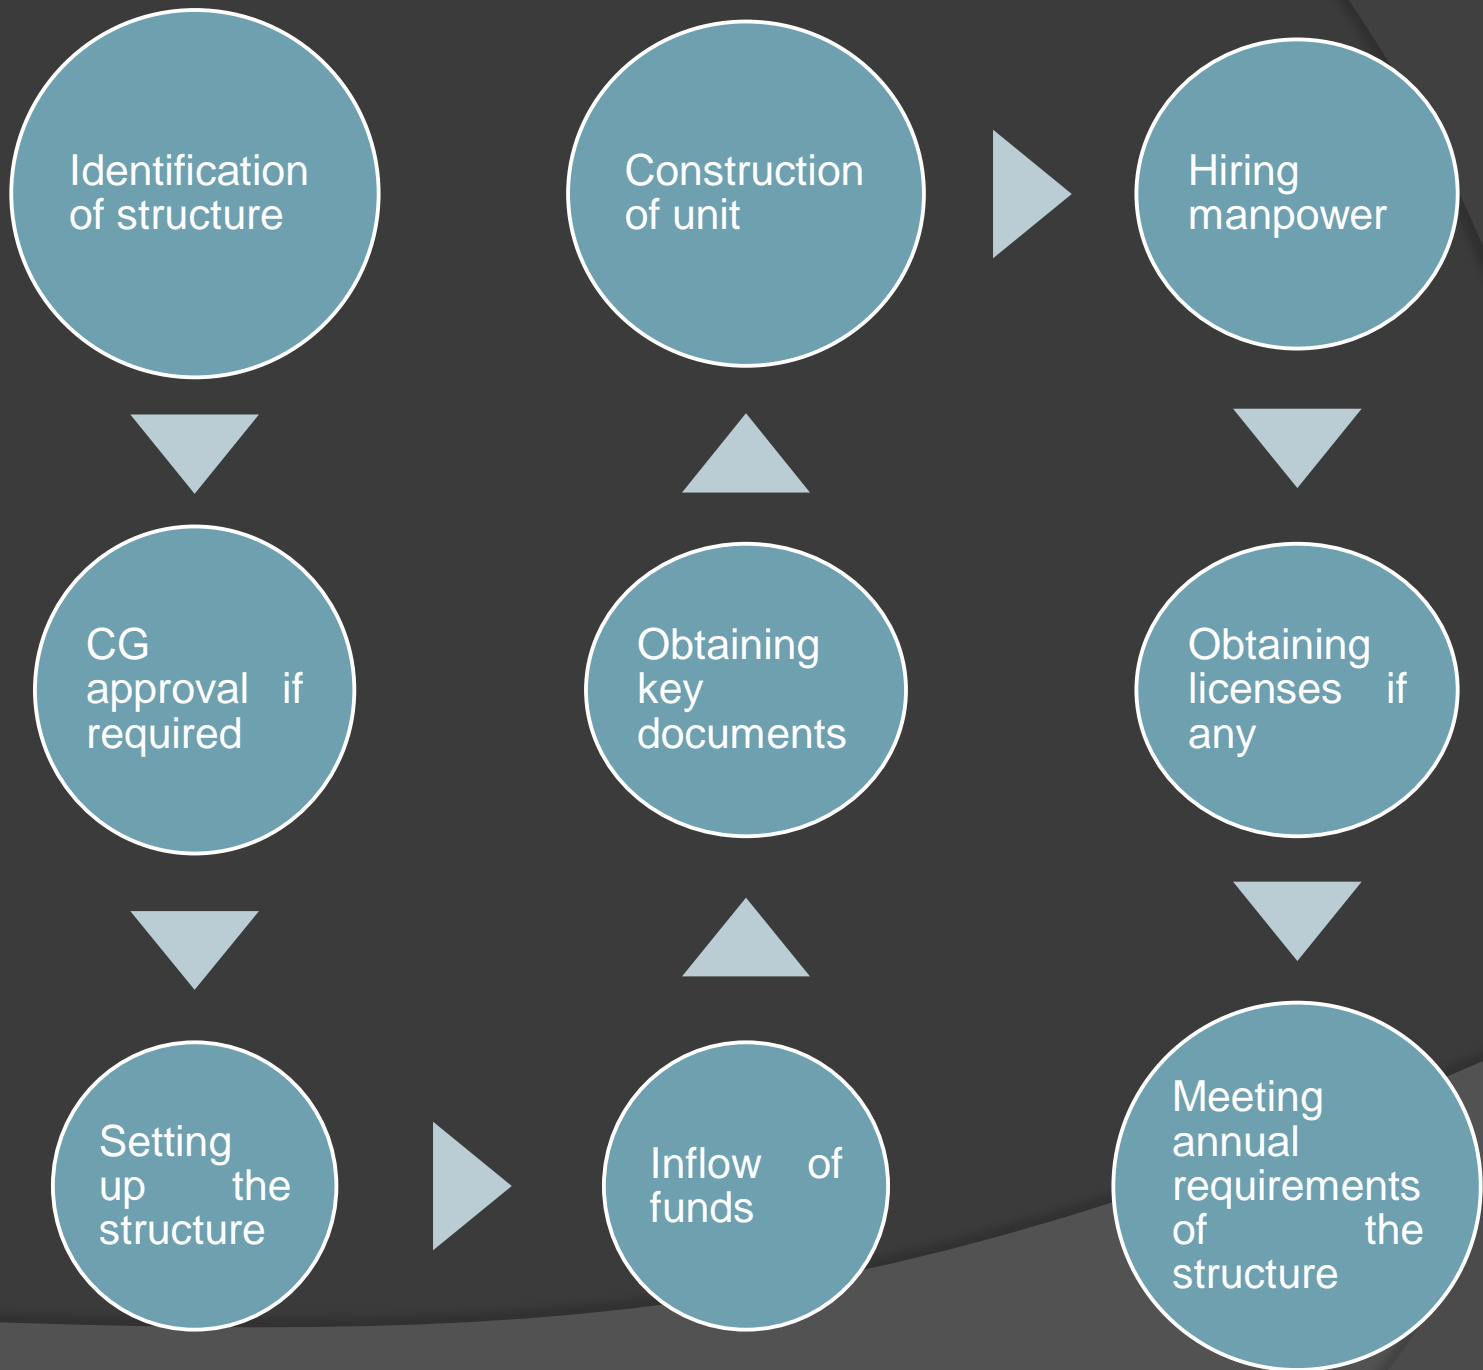 Identification
of structure
CG
approval if
required
Setting
up the
structure
Inflow of
funds
Obtaining
key
documents
Construction
of unit
Hiring
manpower
Obtaining
licenses if
any
Meeting
annual
requirements
of the
structure